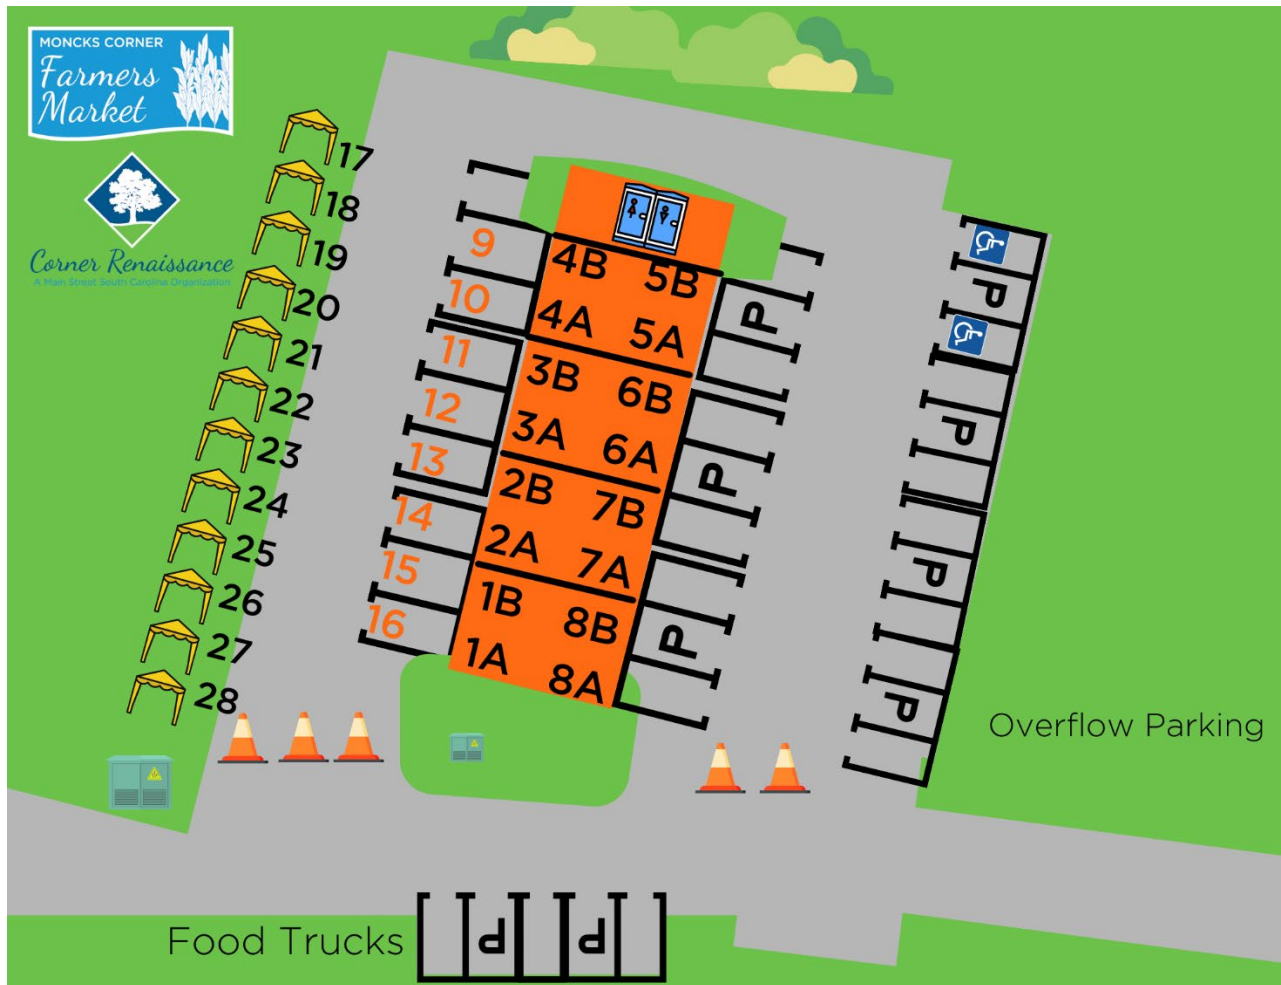 MONCKS CORNER
Farmers
Market
Corner Renaissance
A Main Street South Carolina Organization
17
18
19
20
21
22
23
24
25
26
27
28
9
10
11
12
13
14
15
16
4B 5B
4A 5A
3B 6B
3A 6A
2B 7B
2A 7A
1B 8B
1A 8A
P
P
P
P
P
P
P
Overflow Parking
Food Trucks
P
P